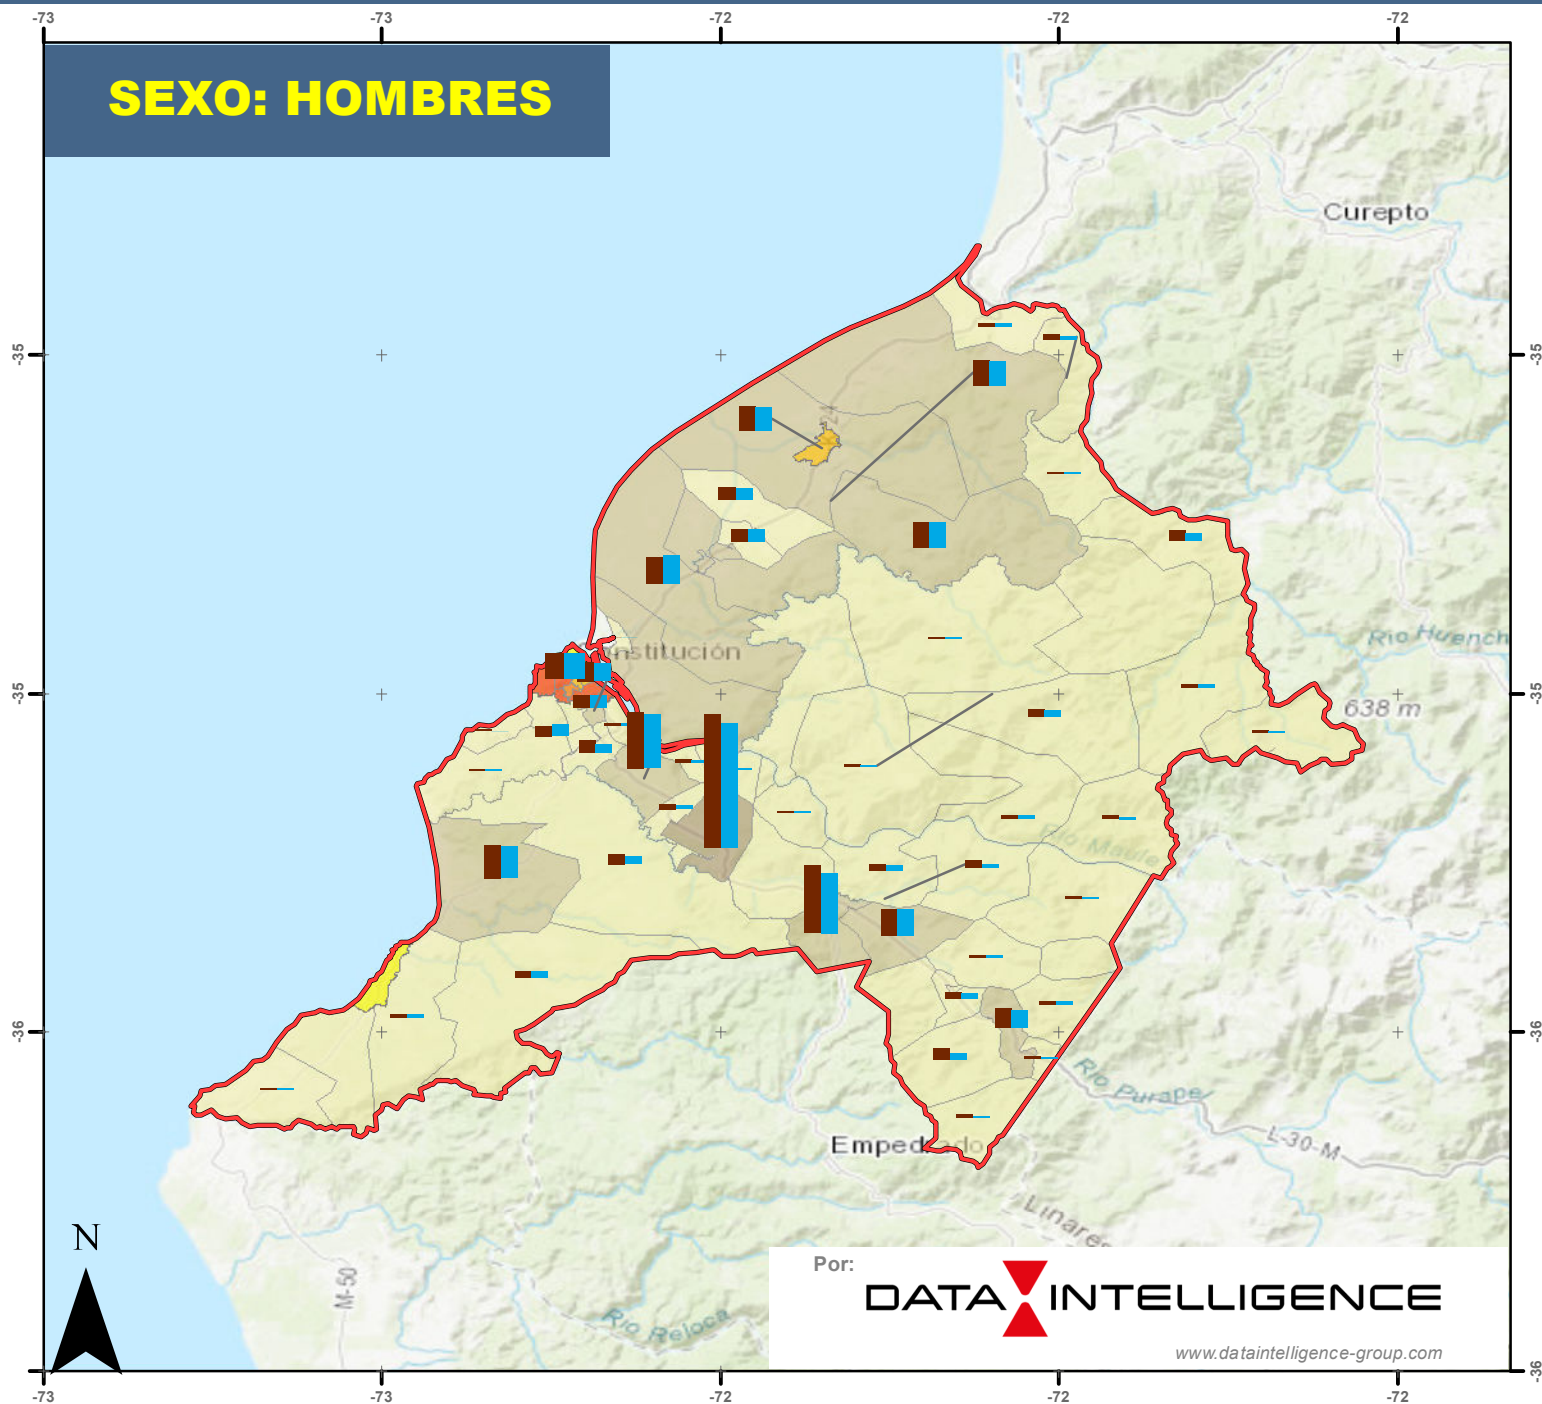 -73
-73
-72
-72
-72
SEXO: HOMBRES
Curepto
-35
-35
Constitución
Rio Huench
-35
-35
638 m
Rio Maule
-36
-36
Rio Purape
L-30-M
Empedrado
Linares
N
M-50
Rio Reloca
Por:
DATA INTELLIGENCE
www.dataintelligence-group.com
-36
-73
-73
-72
-72
-72